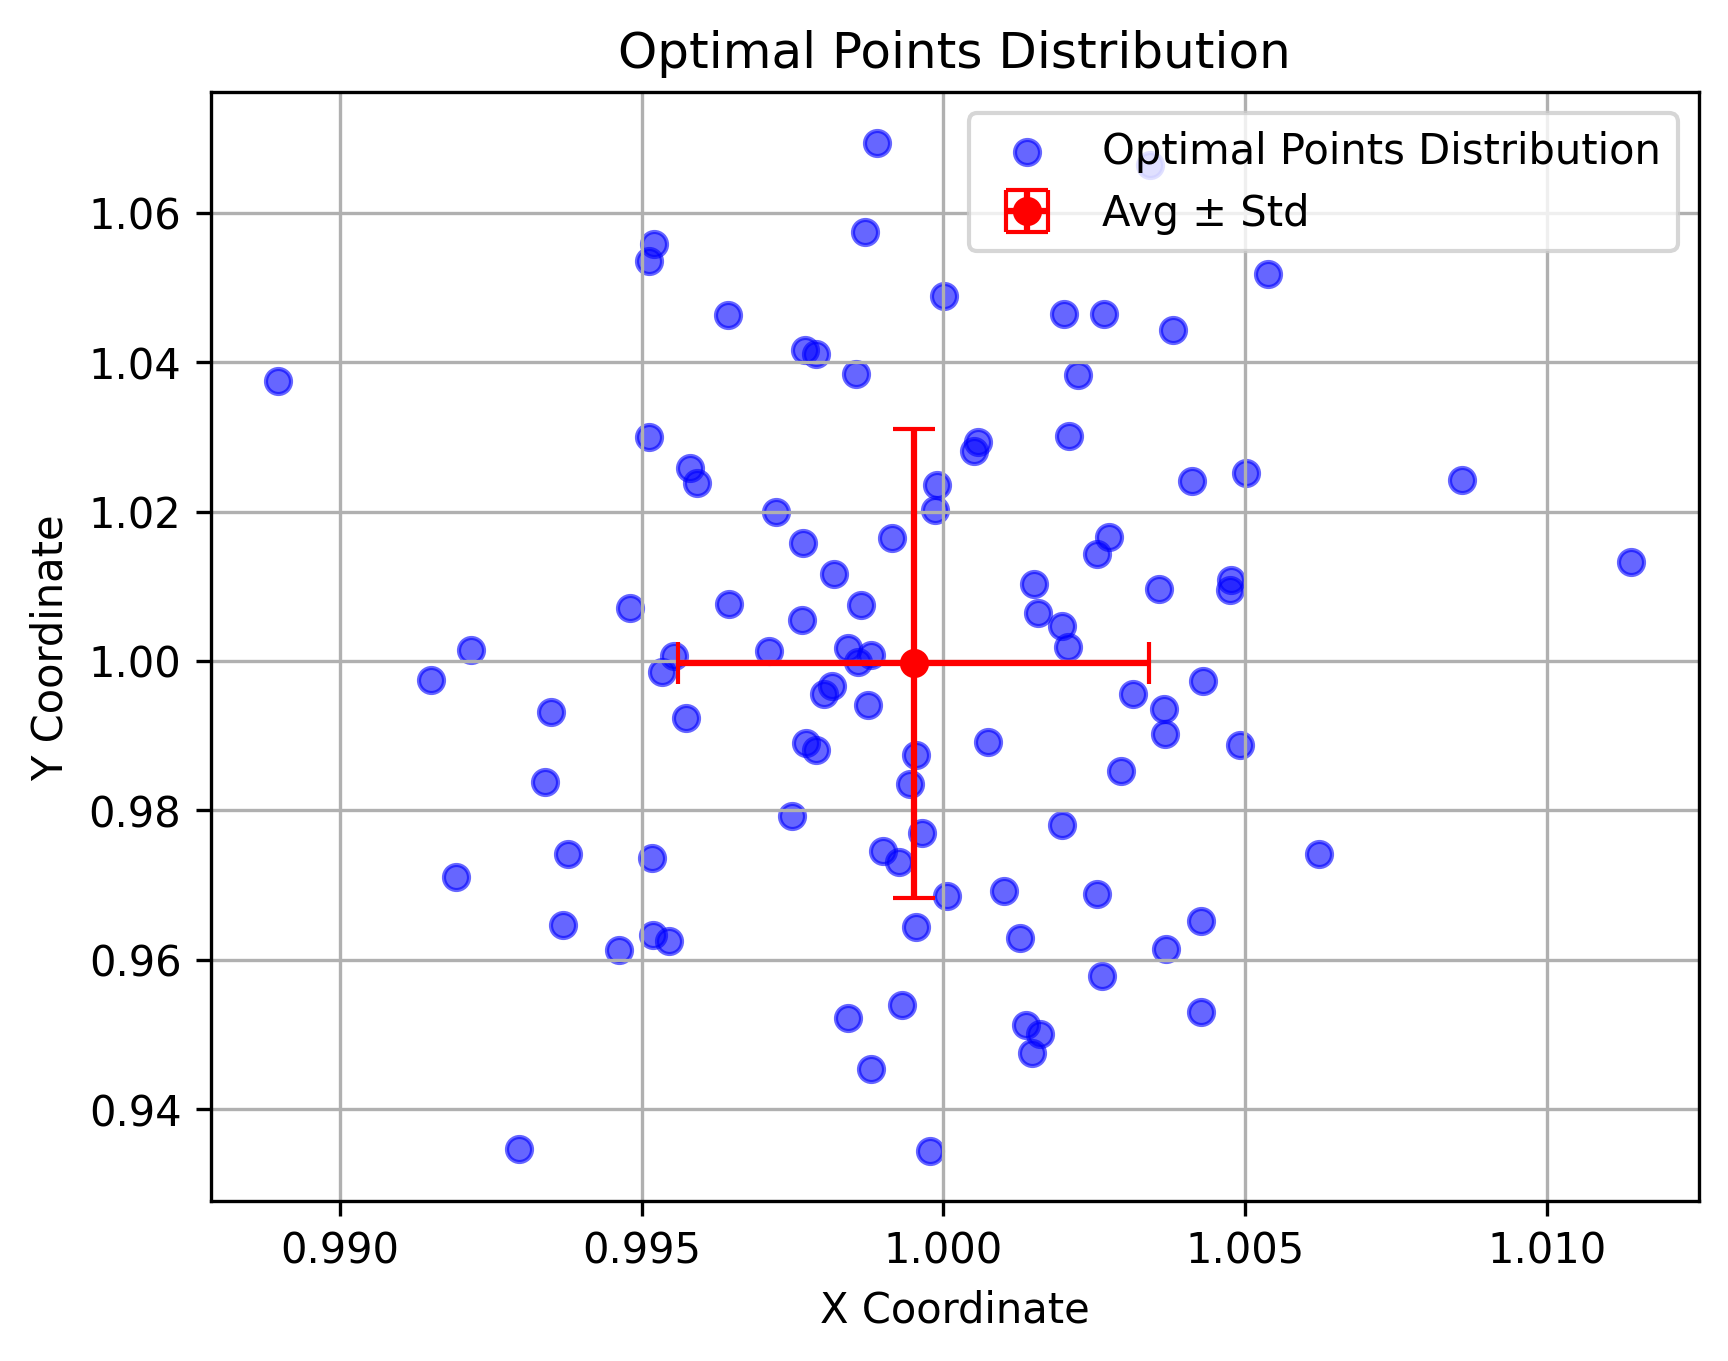 Optimal Points Distribution
Optimal Points Distribution
Avg ± Std
1.06
1.04
1.02
1.00
0.98
0.96
0.94
Y Coordinate
0.990 0.995 1.000 1.005 1.010
X Coordinate